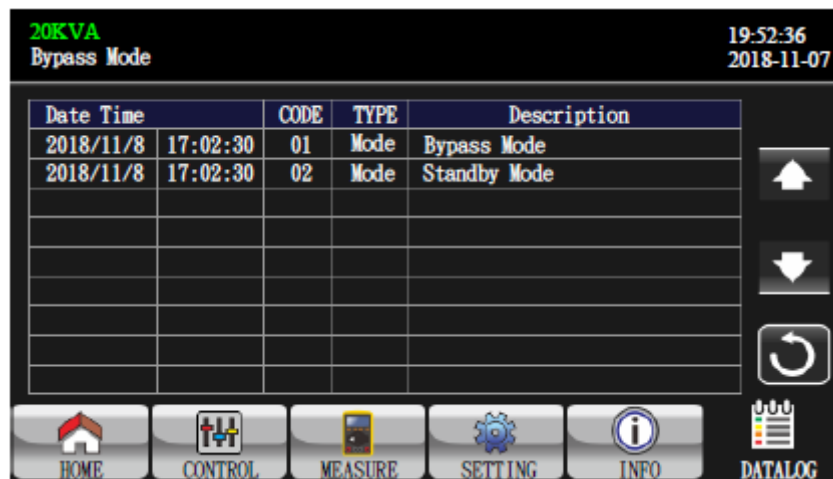 20KVA
Bypass Mode
19:52:36
2018-11-07
Date Time CODE TYPE Description
2018/11/8 17:02:30 01 Mode Bypass Mode
2018/11/8 17:02:30 02 Mode Standby Mode
HOME CONTROL MEASURE SETTING INFO DATALOG